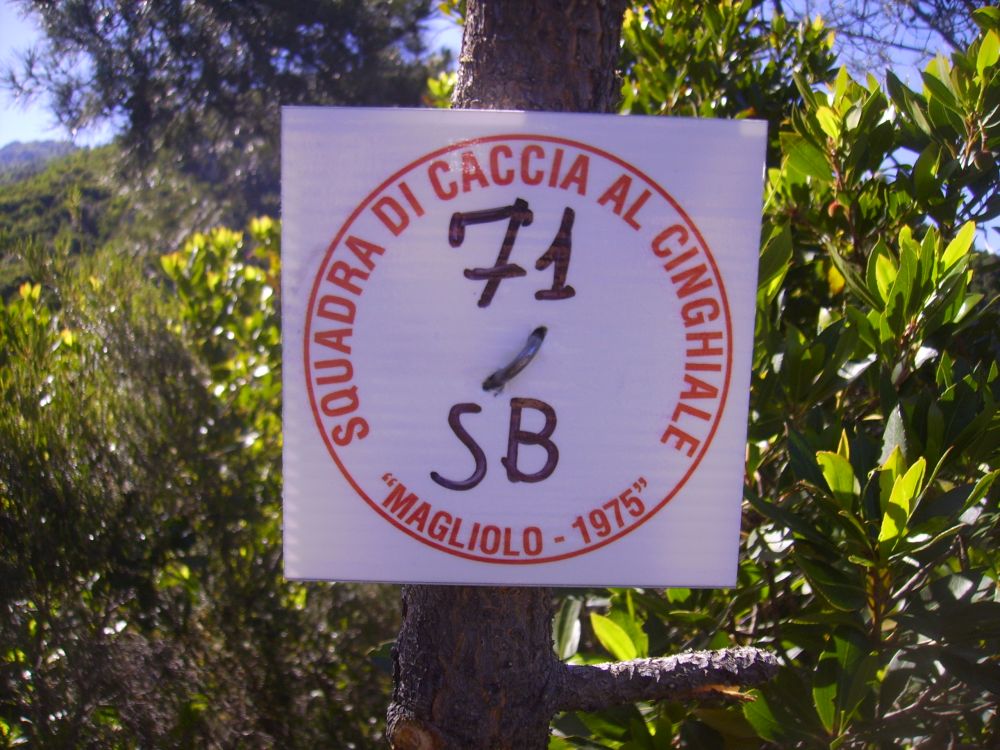 SQUADRA DI CACCIA AL CINGHIALE
71
SB
"MAGLIOLO - 1975"